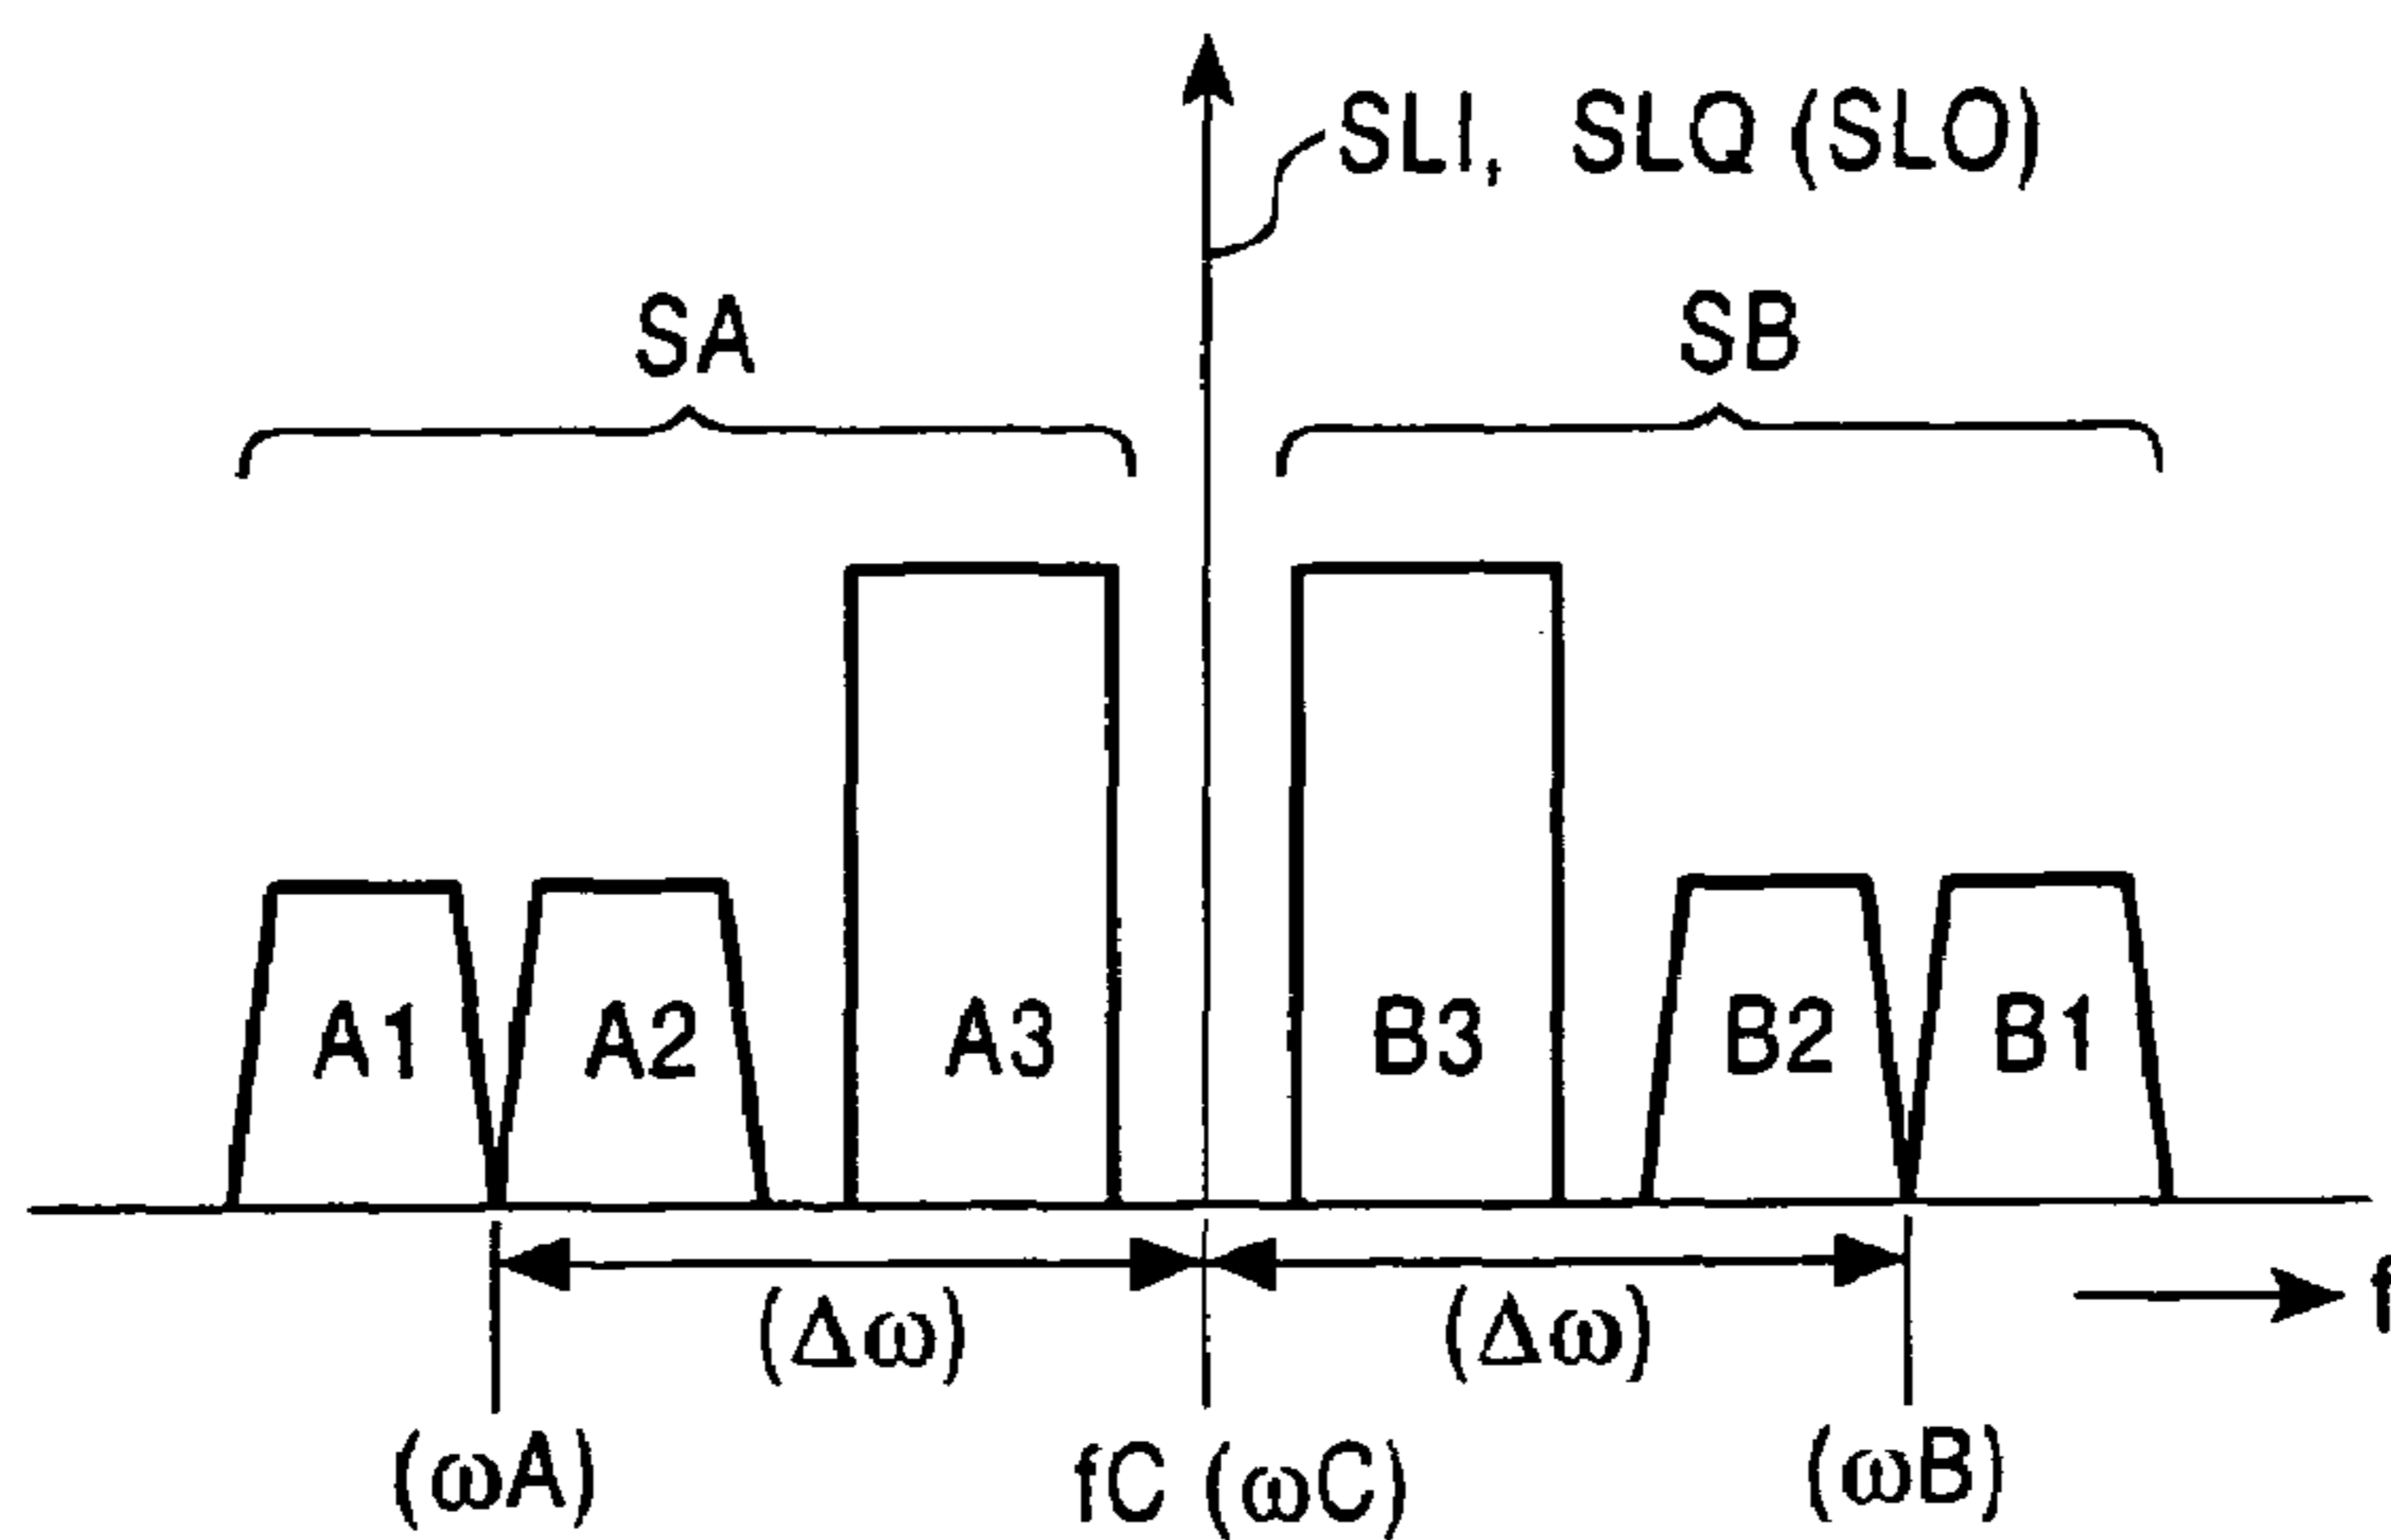 SLI, SLQ (SLO)
SA SB
A1 A2 A3 B3 B2 B1
(Δω) (Δω)
f
(ωA) fC (ωC) (ωB)